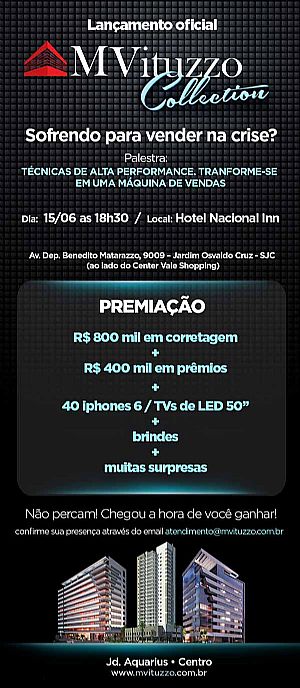 Lançamento oficial
MVituzzo
Collection
Sofrendo para vender na crise?
Palestra:
TÉCNICAS DE ALTA PERFORMANCE. TRANFORME-SE
EM UMA MÁQUINA DE VENDAS
Dia: 15/06 as 18h30 / Local: Hotel Nacional Inn
Av. Dep. Benedito Matarazzo, 9009 - Jardim Osvaldo Cruz - SJC
(ao lado do Center Vale Shopping)
PREMIAÇÃO
R$ 800 mil em corretagem
+
R$ 400 mil em prêmios
+
40 iphones 6 / TVs de LED 50”
+
brindes
+
muitas surpresas
Não percam! Chegou a hora de você ganhar!
confirme sua presença através do email atendimento@mvituzzo.com.br
Jd. Aquarius • Centro
www.mvituzzo.com.br